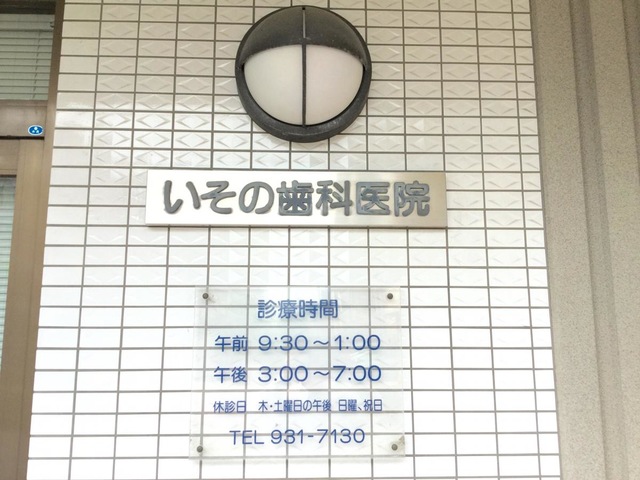 いその歯科医院
診療時間
午前 9:30～1:00
午後 3:00～7:00
休診日 木・土曜日の午後 日曜、祝日
TEL 931-7130